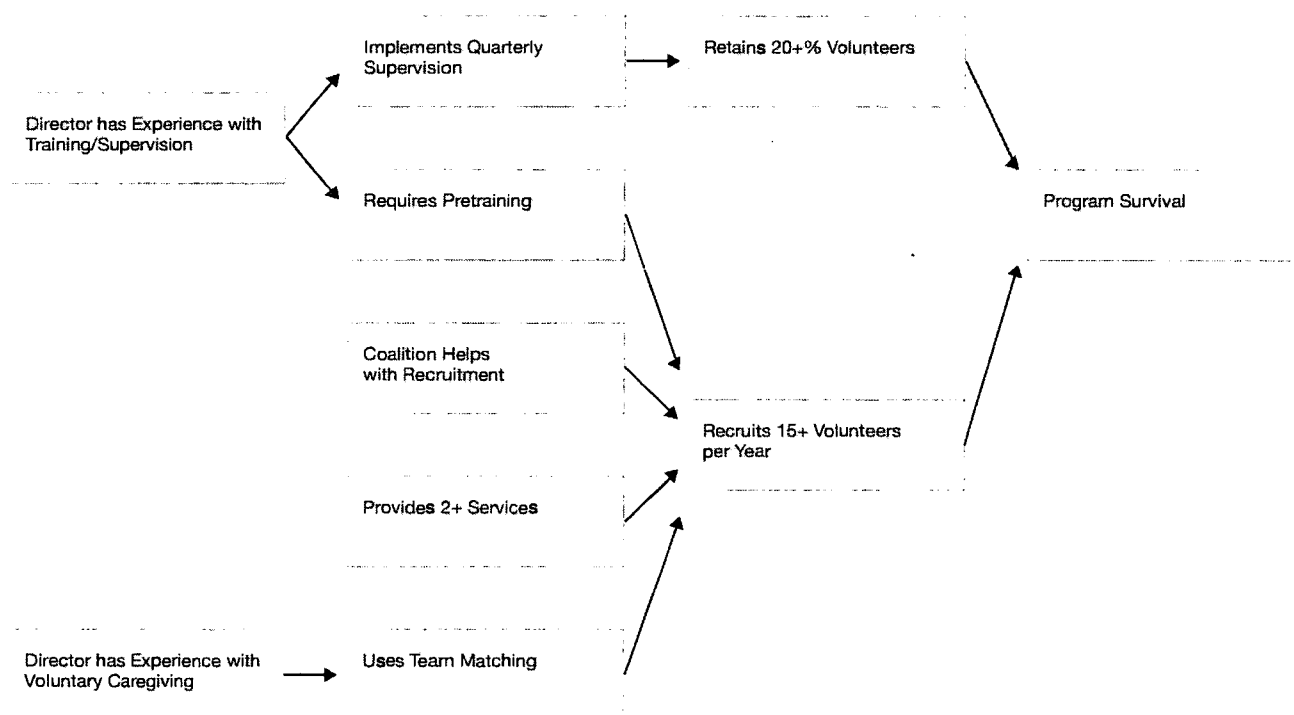 Implements Quarterly
Supervision
Retains 20+% Volunteers
Director has Experience with
Training/Supervision
Requires Pretraining
Program Survival
Coalition Helps
with Recruitment
Recruits 15+ Volunteers
per Year
Provides 2+ Services
Director has Experience with
Voluntary Caregiving
Uses Team Matching